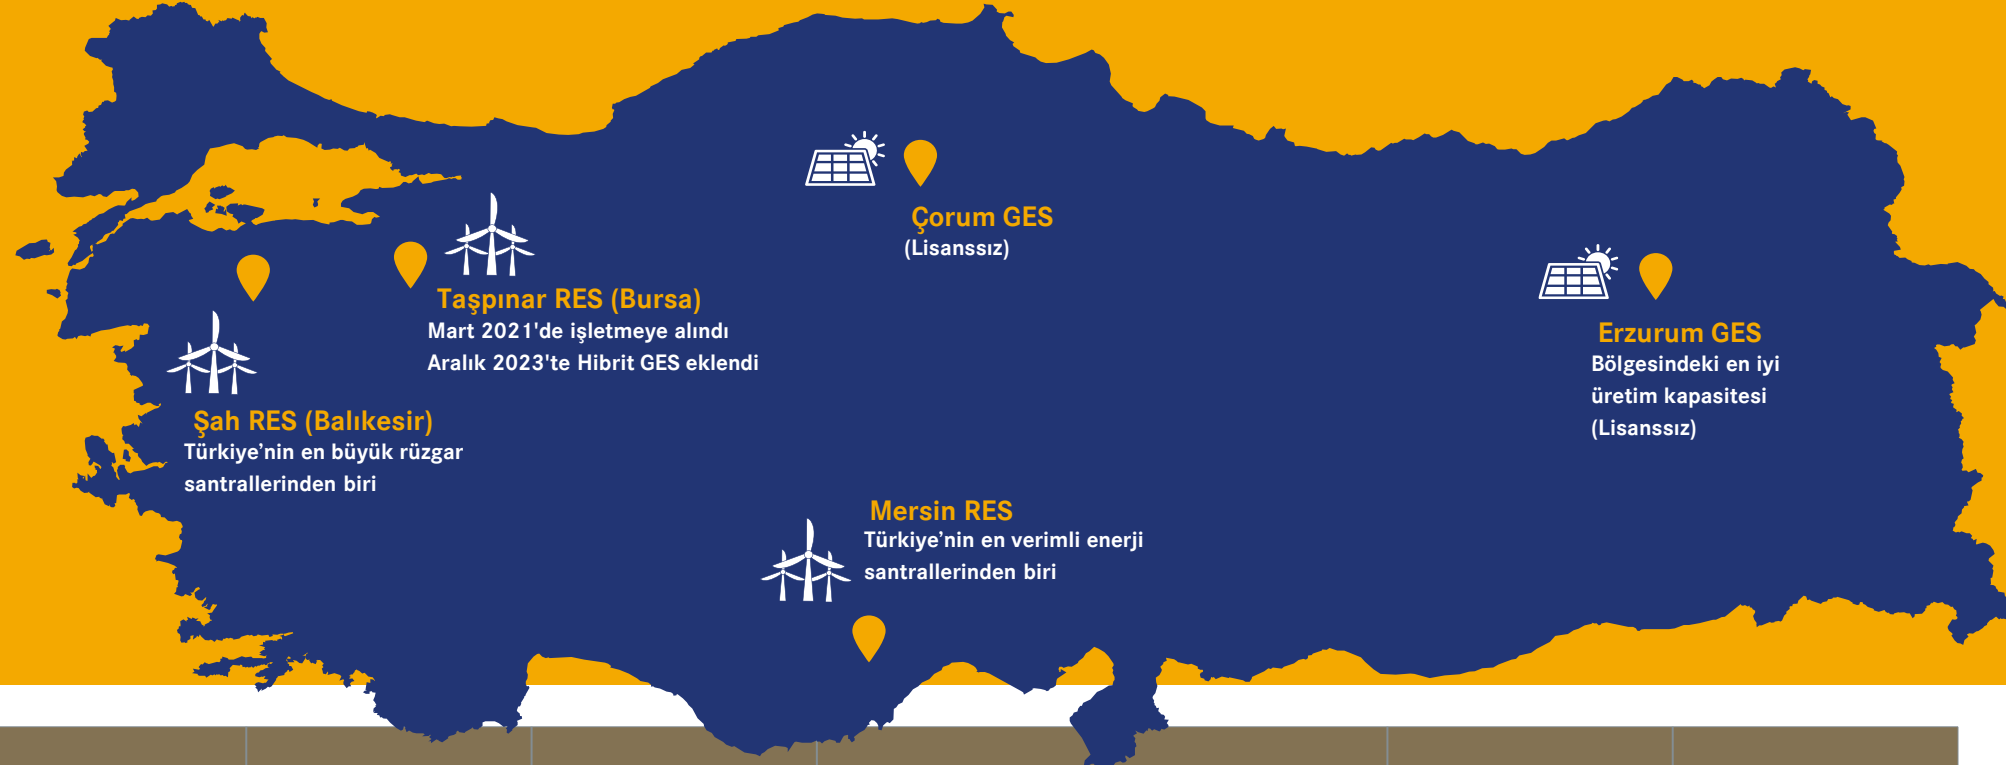 Çorum GES
(Lisanssız)
Taşpınar RES (Bursa)
Mart 2021'de işletmeye alındı
Aralık 2023'te Hibrit GES eklendi
Erzurum GES
Bölgesindeki en iyi
üretim kapasitesi
(Lisanssız)
Şah RES (Balıkesir)
Türkiye’nin en büyük rüzgar
santrallerinden biri
Mersin RES
Türkiye’nin en verimli enerji
santrallerinden biri